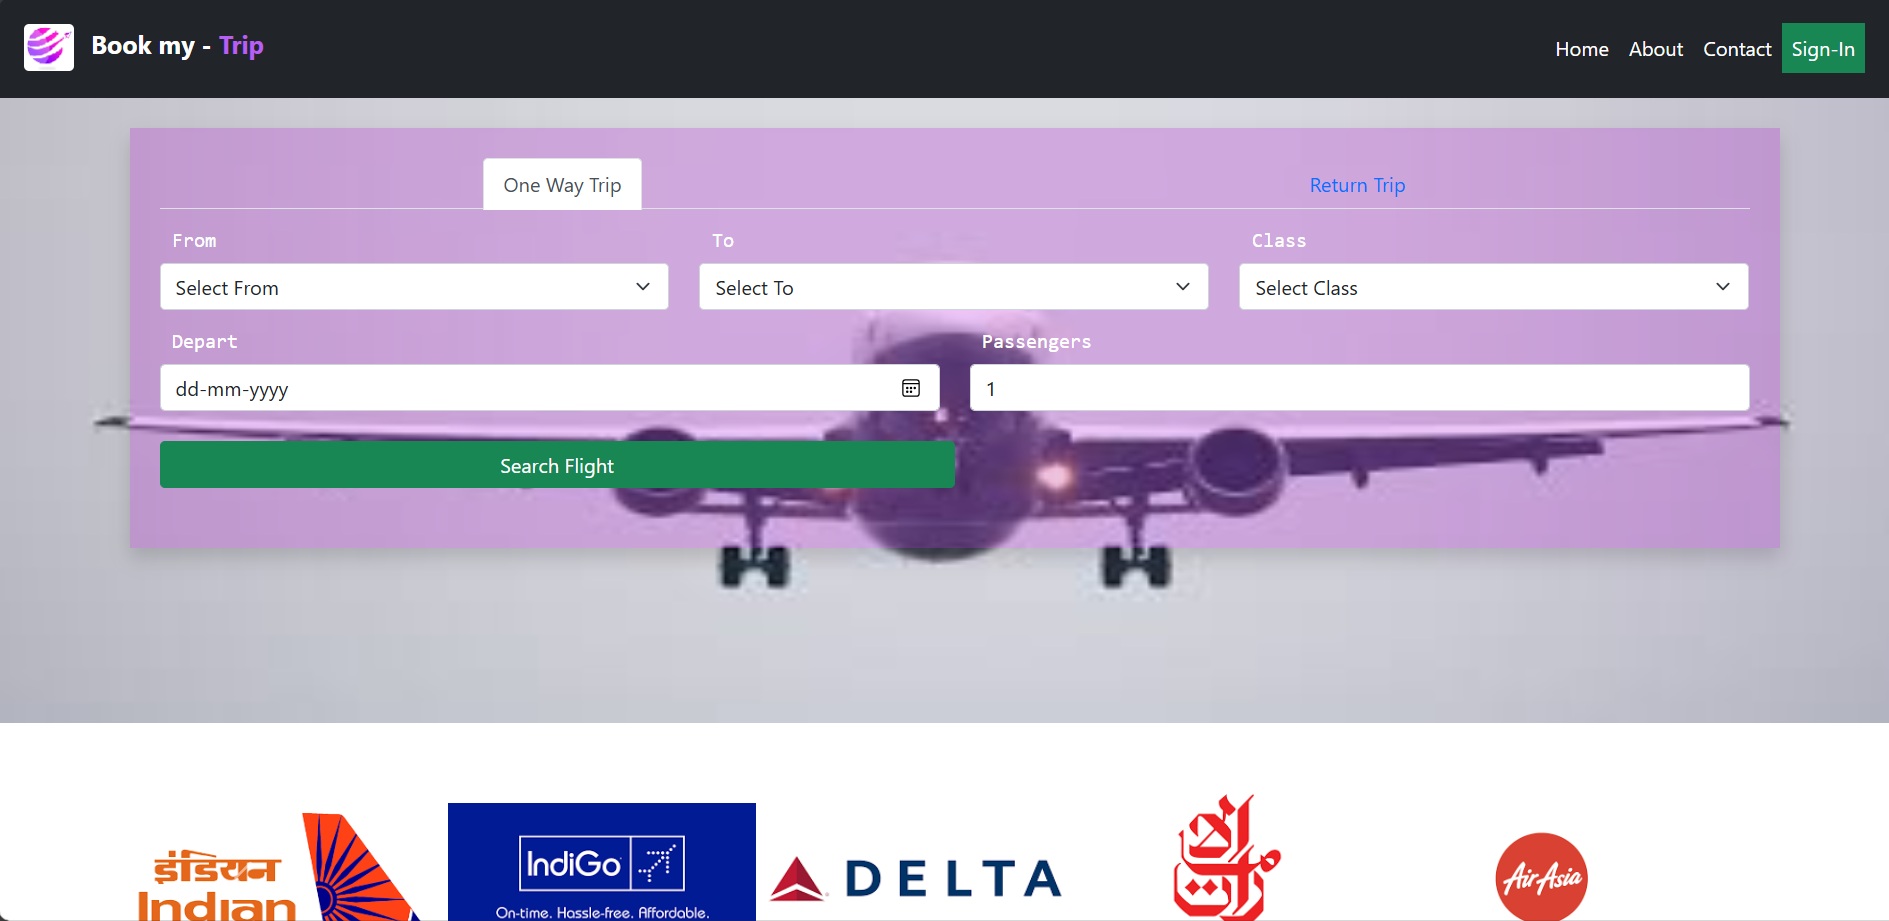 Book my - Trip
Home About Contact Sign-In
One Way Trip Return Trip
From To Class
Select From Select To Select Class
Depart Passengers
dd-mm-yyyy 1
Search Flight
इंडियन
Indian
IndiGo
On-time. Hassle-free. Affordable.
DELTA
AirAsia